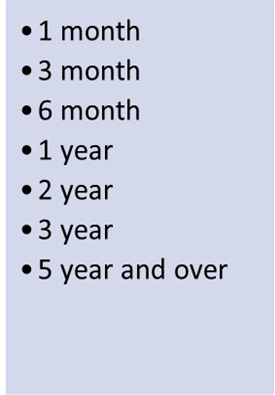 • 1 month
• 3 month
• 6 month
• 1 year
• 2 year
• 3 year
• 5 year and over